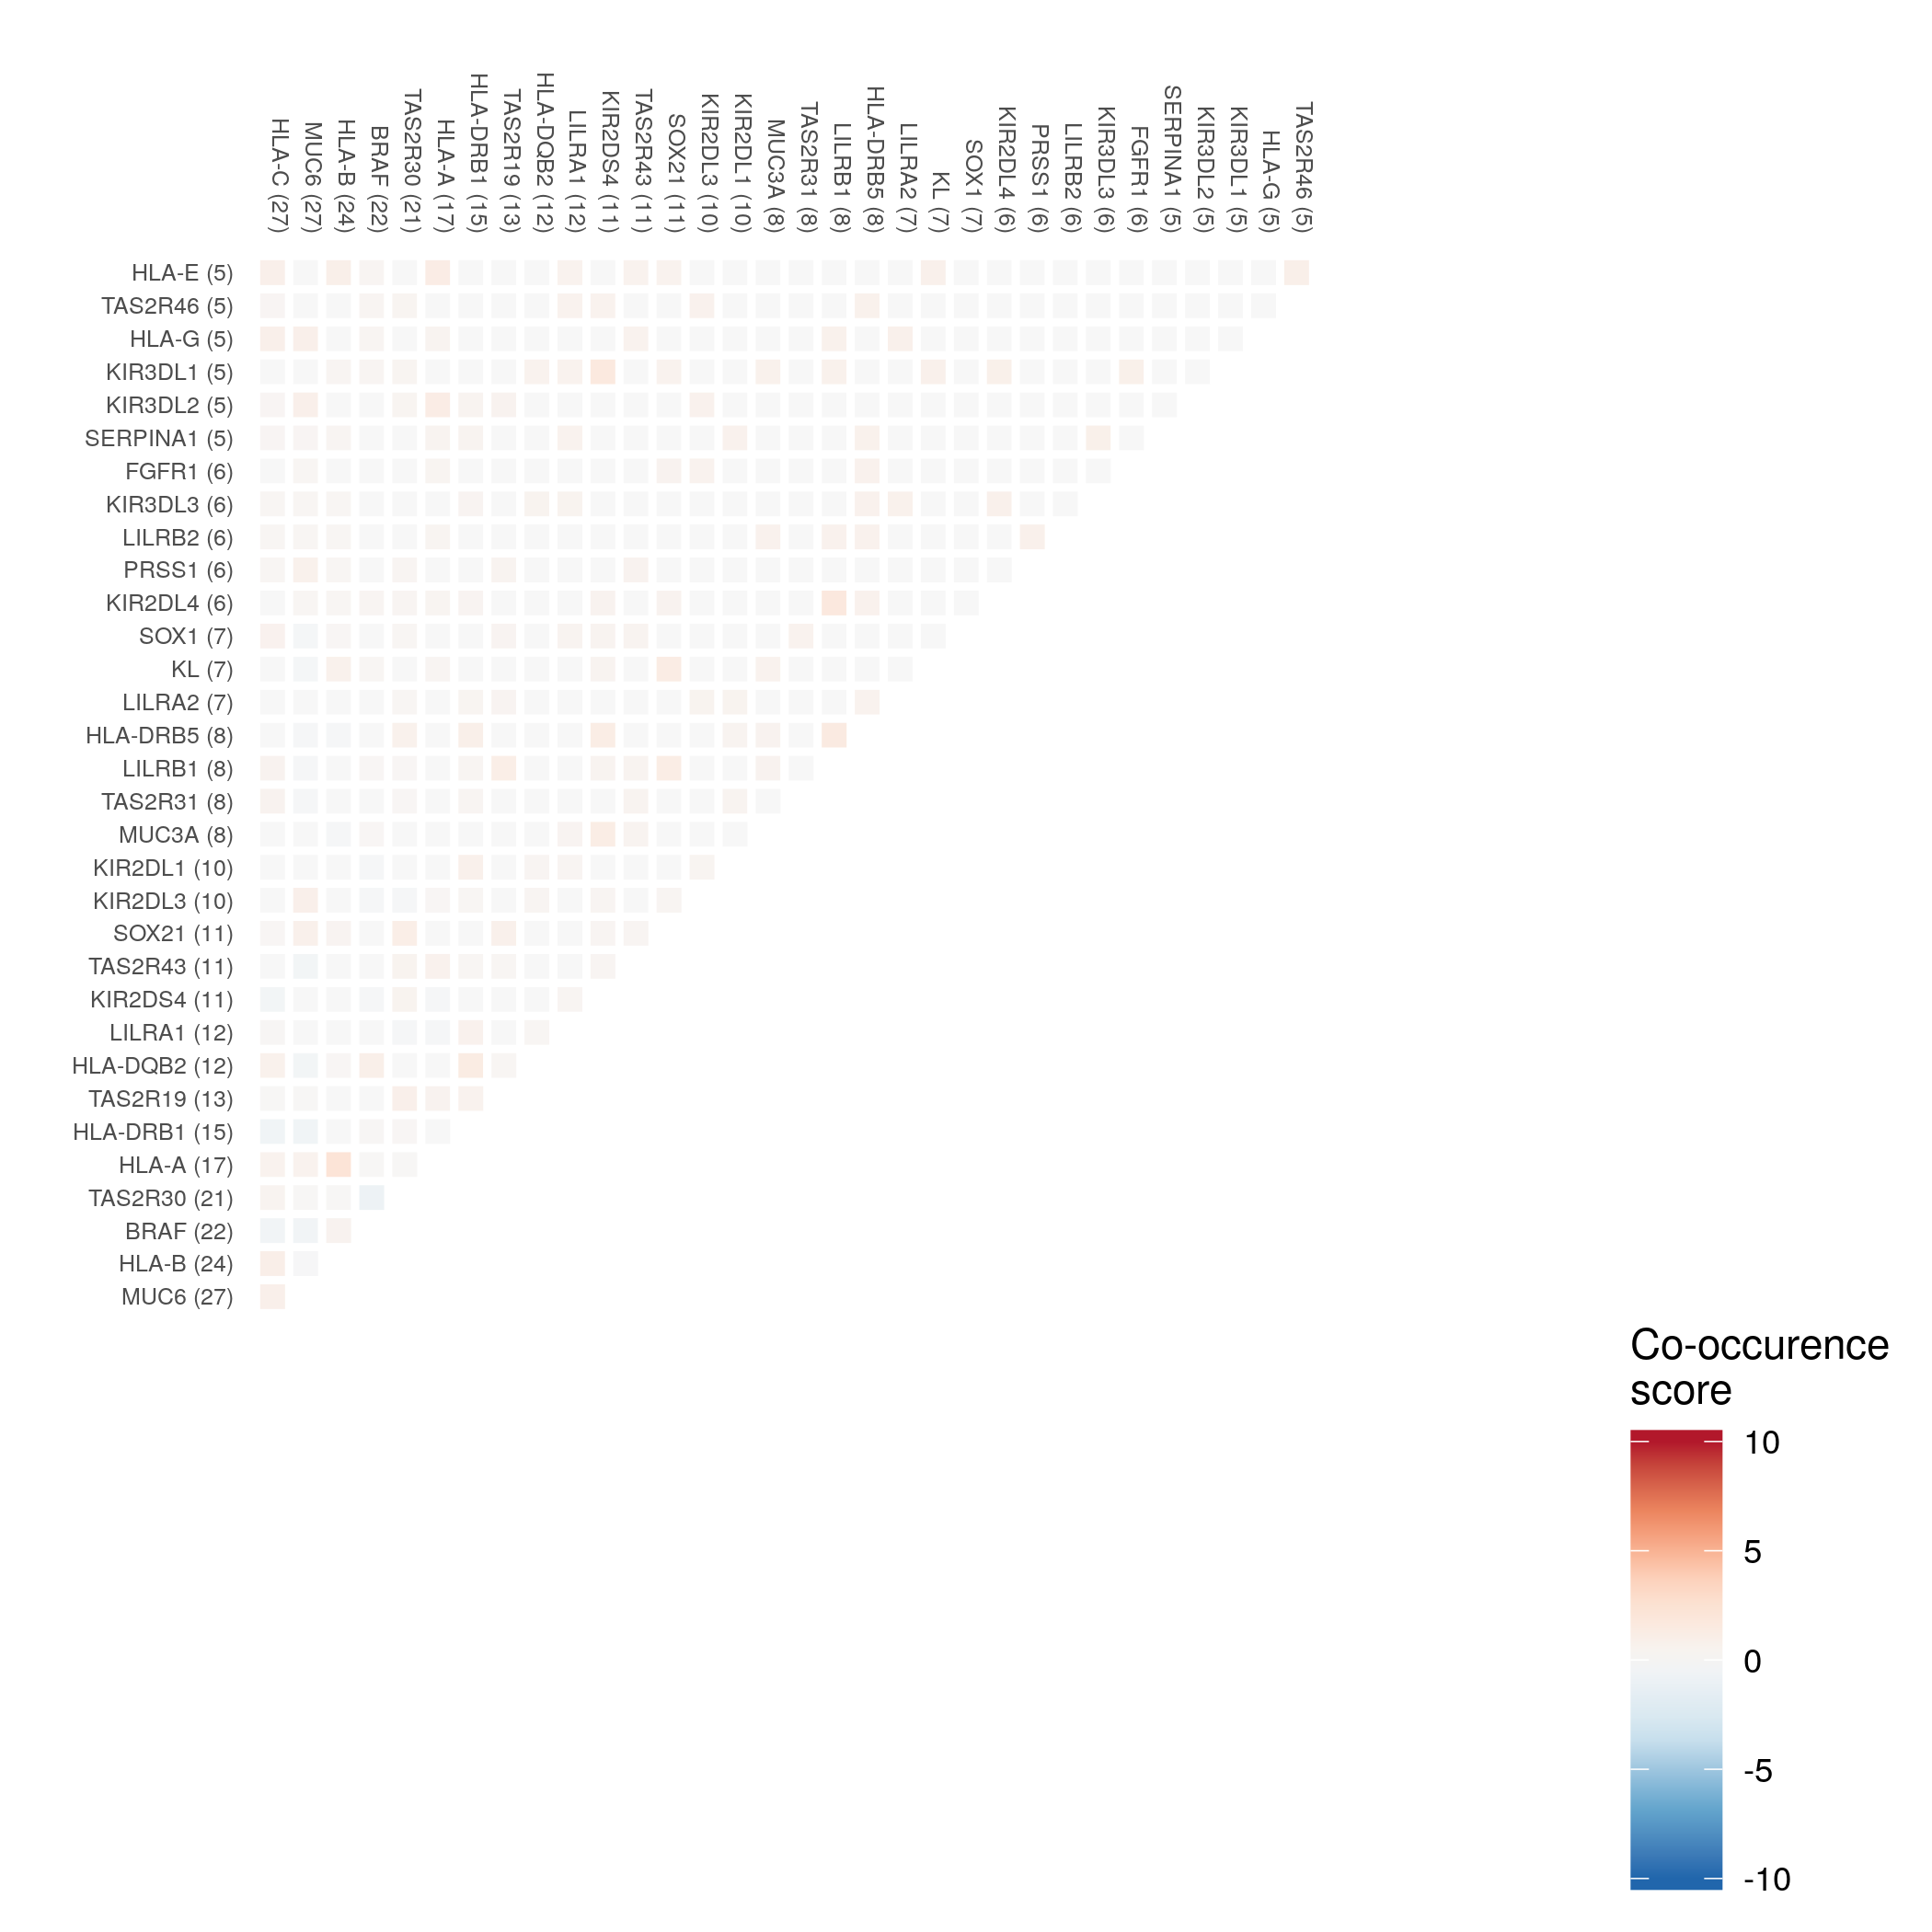 HLA-C (27)
MUC6 (27)
HLA-B (24)
BRAF (22)
TAS2R30 (21)
HLA-A (17)
HLA-DRB1 (15)
TAS2R19 (13)
HLA-DQB2 (12)
LILRA1 (12)
KIR2DS4 (11)
TAS2R43 (11)
SOX21 (11)
KIR2DL3 (10)
KIR2DL1 (10)
MUC3A (8)
TAS2R31 (8)
LILRB1 (8)
HLA-DRB5 (8)
LILRA2 (7)
KL (7)
SOX1 (7)
KIR2DL4 (6)
PRSS1 (6)
LILRB2 (6)
KIR3DL3 (6)
FGFR1 (6)
SERPINA1 (5)
KIR3DL2 (5)
KIR3DL1 (5)
HLA-G (5)
TAS2R46 (5)
HLA-E (5)
TAS2R46 (5)
HLA-G (5)
KIR3DL1 (5)
KIR3DL2 (5)
SERPINA1 (5)
FGFR1 (6)
KIR3DL3 (6)
LILRB2 (6)
PRSS1 (6)
KIR2DL4 (6)
SOX1 (7)
KL (7)
LILRA2 (7)
HLA-DRB5 (8)
LILRB1 (8)
TAS2R31 (8)
MUC3A (8)
KIR2DL1 (10)
KIR2DL3 (10)
SOX21 (11)
TAS2R43 (11)
KIR2DS4 (11)
LILRA1 (12)
HLA-DQB2 (12)
TAS2R19 (13)
HLA-DRB1 (15)
HLA-A (17)
TAS2R30 (21)
BRAF (22)
HLA-B (24)
MUC6 (27)
Co-occurence
score
10
5
0
-5
-10